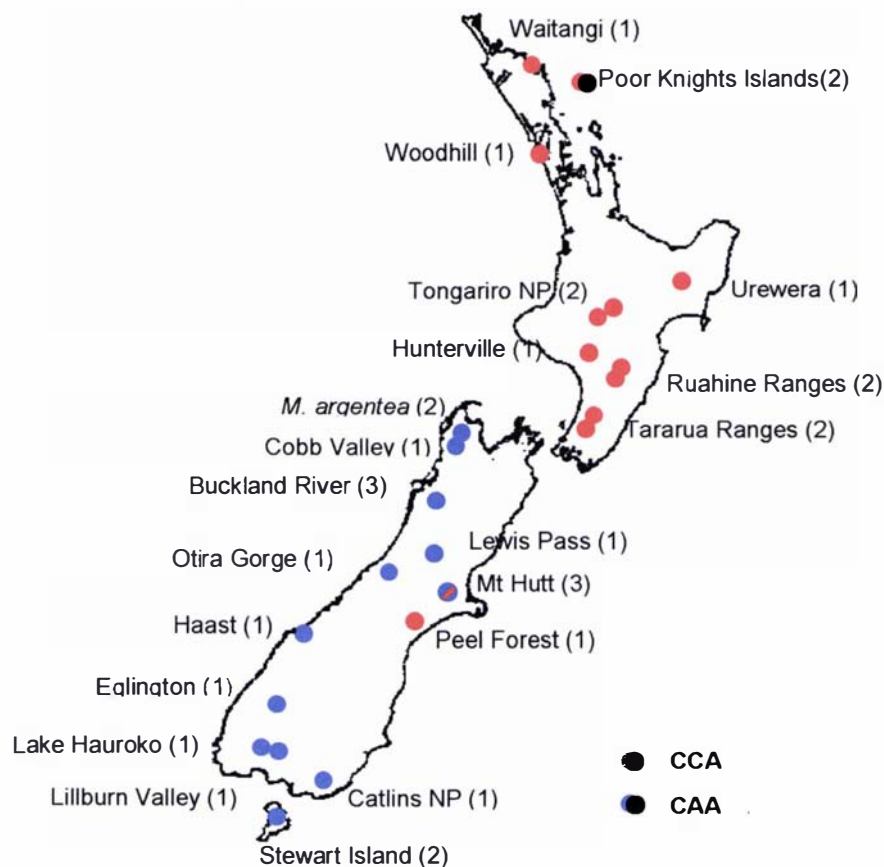 Waitangi (1)
Poor Knights Islands(2)
Woodhill (1)
Tongariro NP (2)
Urewera (1)
Hunterville (1)
Ruahine Ranges (2)
M. argentea (2)
Tararua Ranges (2)
Cobb Valley (1)
Buckland River (3)
Lewis Pass (1)
Otira Gorge (1)
Mt Hutt (3)
Haast (1)
Peel Forest (1)
Eglington (1)
Lake Hauroko (1)
CCA
Lillburn Valley (1)
Catlins NP (1)
CAA
Stewart Island (2)